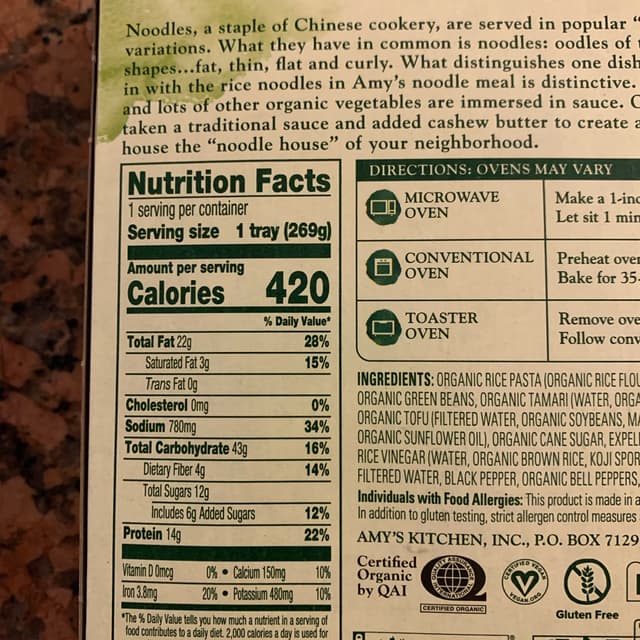 Noodles, a staple of Chinese cookery, are served in popular "
variations. What they have in common is noodles: oodles of
shapes...fat, thin, flat and curly. What distinguishes one dish
in with the rice noodles in Amy's noodle meal is distinctive.
and lots of other organic vegetables are immersed in sauce.
taken a traditional sauce and added cashew butter to create a
house the "noodle house" of your neighborhood.
Nutrition Facts
1 serving per container
Serving size 1 tray (269g)
Amount per serving
Calories 420
% Daily Value*
Total Fat 22g 28%
Saturated Fat 3g 15%
Trans Fat 0g
Cholesterol 0mg 0%
Sodium 780mg 34%
Total Carbohydrate 43g 16%
Dietary Fiber 4g 14%
Total Sugars 12g
Includes 6g Added Sugars 12%
Protein 14g 22%
Vitamin D 0mcg 0% • Calcium 150mg 10%
Iron 3.8mg 20% • Potassium 480mg 10%
*The % Daily Value tells you how much a nutrient in a serving of
food contributes to a daily diet. 2,000 calories a day is used for
DIRECTIONS: OVENS MAY VARY
MICROWAVE
OVEN
Make a 1-inc
Let sit 1 min
CONVENTIONAL
OVEN
Preheat oven
Bake for 35-
TOASTER
OVEN
Remove ove
Follow conv
INGREDIENTS: ORGANIC RICE PASTA (ORGANIC RICE FLOU
ORGANIC GREEN BEANS, ORGANIC TAMARI (WATER, ORGA
ORGANIC TOFU (FILTERED WATER, ORGANIC SOYBEANS, MA
ORGANIC SUNFLOWER OIL), ORGANIC CANE SUGAR, EXPELL
RICE VINEGAR (WATER, ORGANIC BROWN RICE, KOJI SPOR
FILTERED WATER, BLACK PEPPER, ORGANIC BELL PEPPERS,
Individuals with Food Allergies: This product is made in a
In addition to gluten testing, strict allergen control measures
AMY'S KITCHEN, INC., P.O. BOX 7129
Certified
Organic
by QAI
QUALITY ASSURANCE
INTERNATIONAL
CERTIFIED ORGANIC
CERTIFIED VEGAN
VEGAN.ORG
Gluten Free